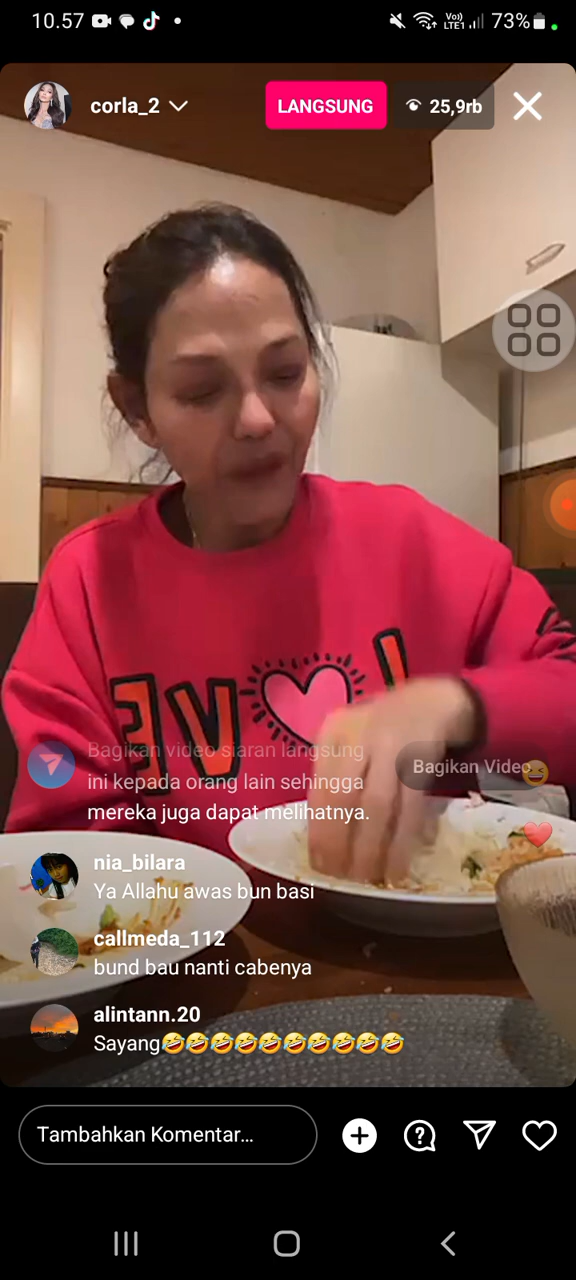 10.57
Vo))
LTE1
73%
corla_2
LANGSUNG
25,9rb
LOVE
Bagikan video siaran langsung
ini kepada orang lain sehingga
mereka juga dapat melihatnya.
Bagikan Video
nia_bilara
Ya Allahu awas bun basi
callmeda_112
bund bau nanti cabenya
alintann.20
Sayang🤣🤣🤣🤣🤣🤣🤣🤣🤣🤣
Tambahkan Komentar...